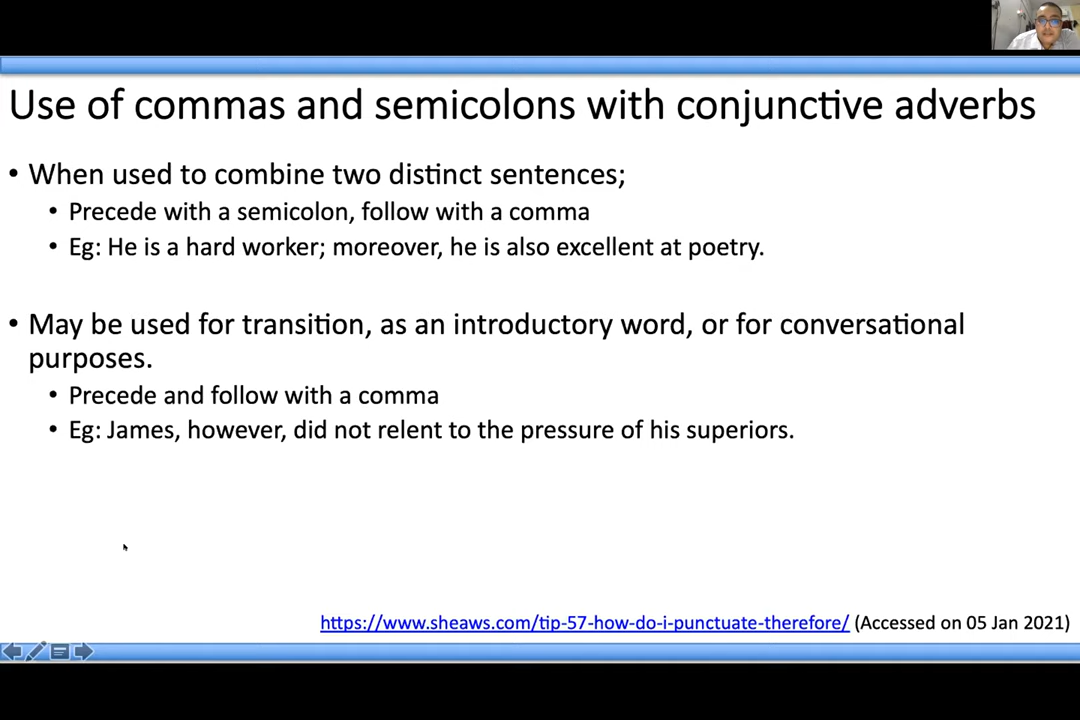 Use of commas and semicolons with conjunctive adverbs
• When used to combine two distinct sentences;
• Precede with a semicolon, follow with a comma
• Eg: He is a hard worker; moreover, he is also excellent at poetry.
• May be used for transition, as an introductory word, or for conversational
purposes.
• Precede and follow with a comma
• Eg: James, however, did not relent to the pressure of his superiors.
https://www.sheaws.com/tip-57-how-do-i-punctuate-therefore/ (Accessed on 05 Jan 2021)